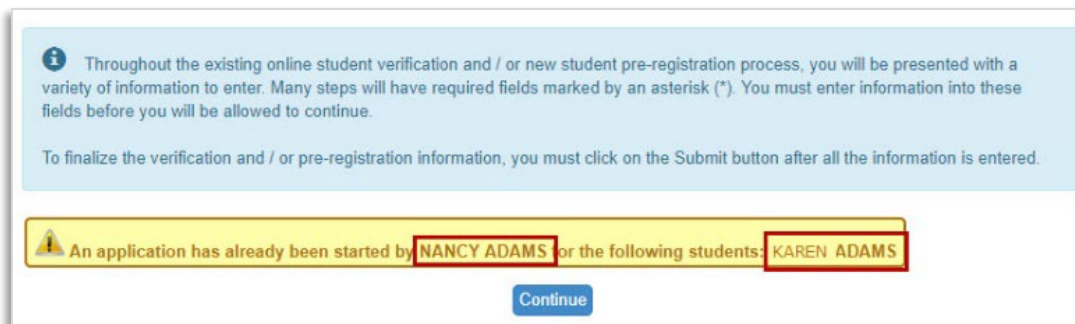 Throughout the existing online student verification and / or new student pre-registration process, you will be presented with a
variety of information to enter. Many steps will have required fields marked by an asterisk (*). You must enter information into these
fields before you will be allowed to continue.
To finalize the verification and / or pre-registration information, you must click on the Submit button after all the information is entered.
An application has already been started by NANCY ADAMS for the following students: KAREN ADAMS
Continue